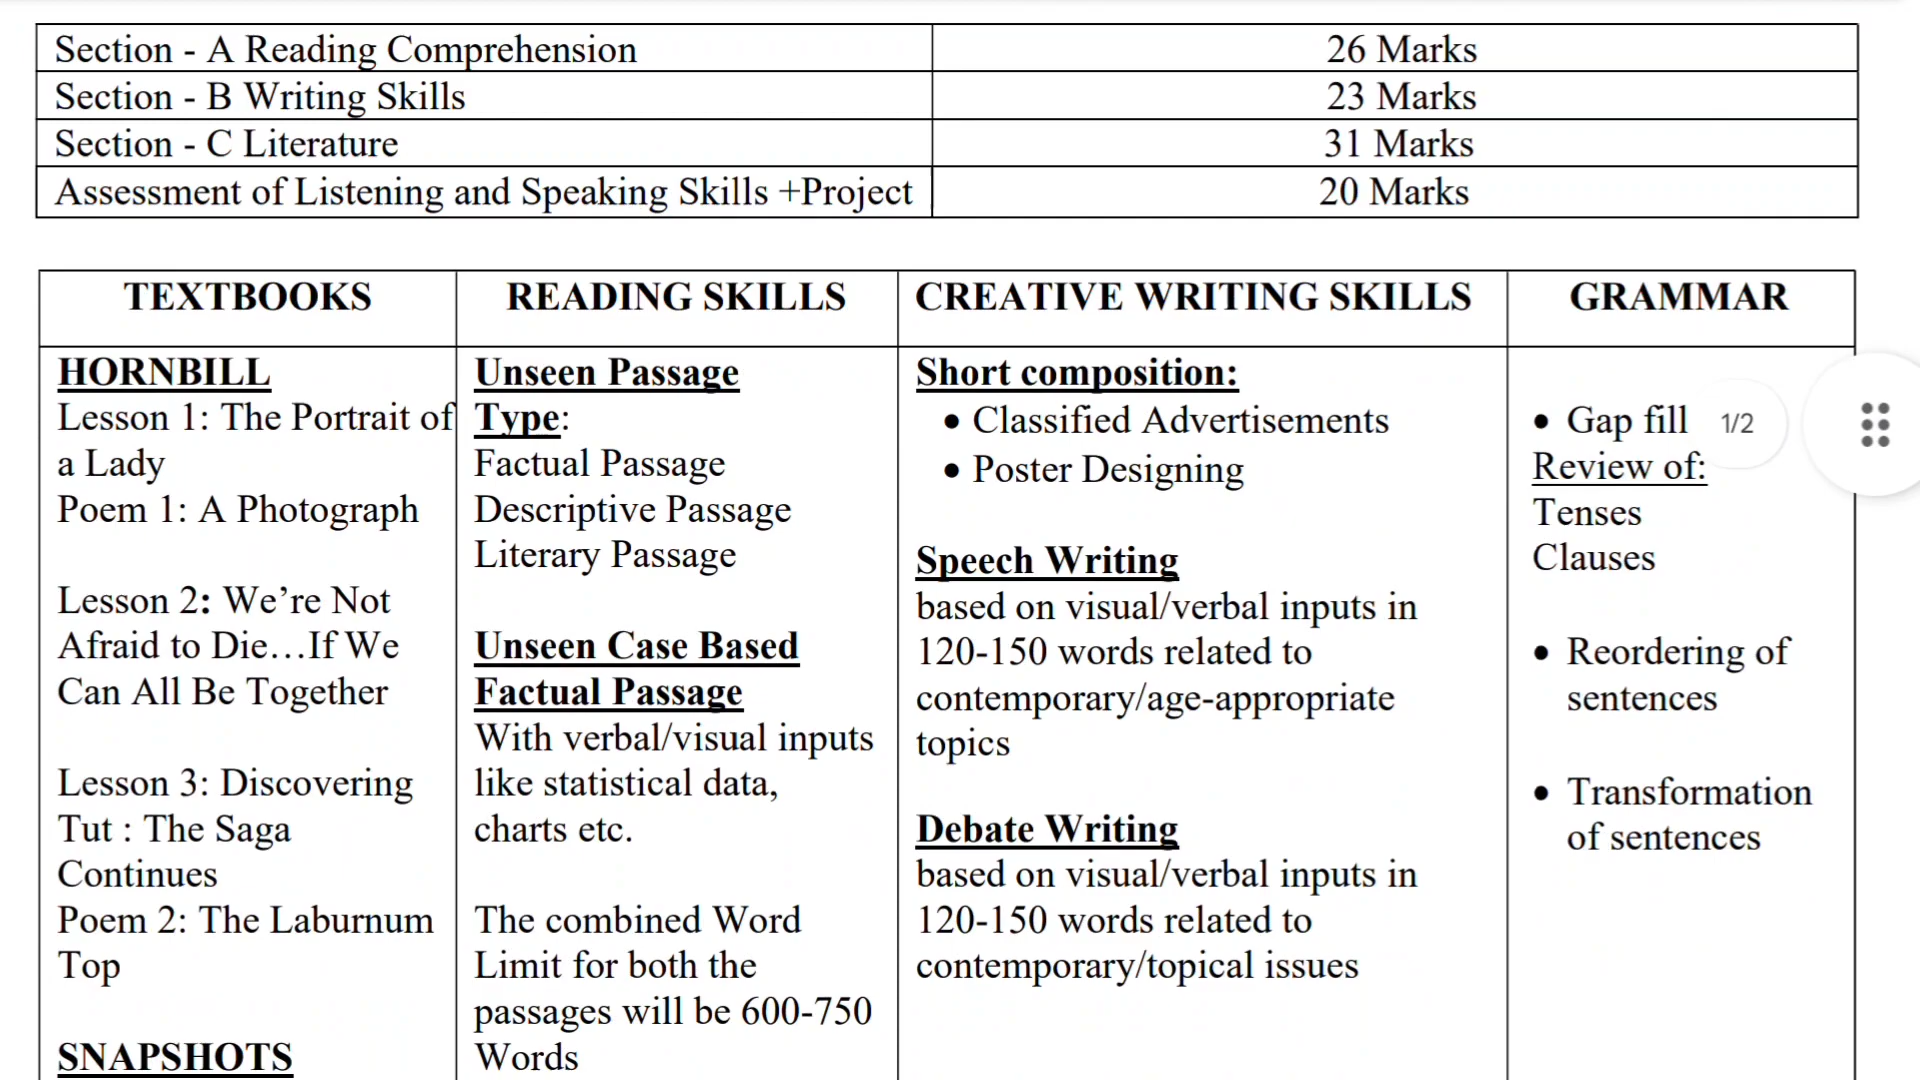 Section - A Reading Comprehension 26 Marks
Section - B Writing Skills 23 Marks
Section - C Literature 31 Marks
Assessment of Listening and Speaking Skills +Project 20 Marks
TEXTBOOKS
HORNBILL
Lesson 1: The Portrait of
a Lady
Poem 1: A Photograph
Lesson 2: We’re Not
Afraid to Die…If We
Can All Be Together
Lesson 3: Discovering
Tut : The Saga
Continues
Poem 2: The Laburnum
Top
SNAPSHOTS
READING SKILLS
Unseen Passage
Type:
Factual Passage
Descriptive Passage
Literary Passage
Unseen Case Based
Factual Passage
With verbal/visual inputs
like statistical data,
charts etc.
The combined Word
Limit for both the
passages will be 600-750
Words
CREATIVE WRITING SKILLS
Short composition:
• Classified Advertisements
• Poster Designing
Speech Writing
based on visual/verbal inputs in
120-150 words related to
contemporary/age-appropriate
topics
Debate Writing
based on visual/verbal inputs in
120-150 words related to
contemporary/topical issues
GRAMMAR
• Gap fill
Review of:
Tenses
Clauses
• Reordering of
sentences
• Transformation
of sentences
1/2